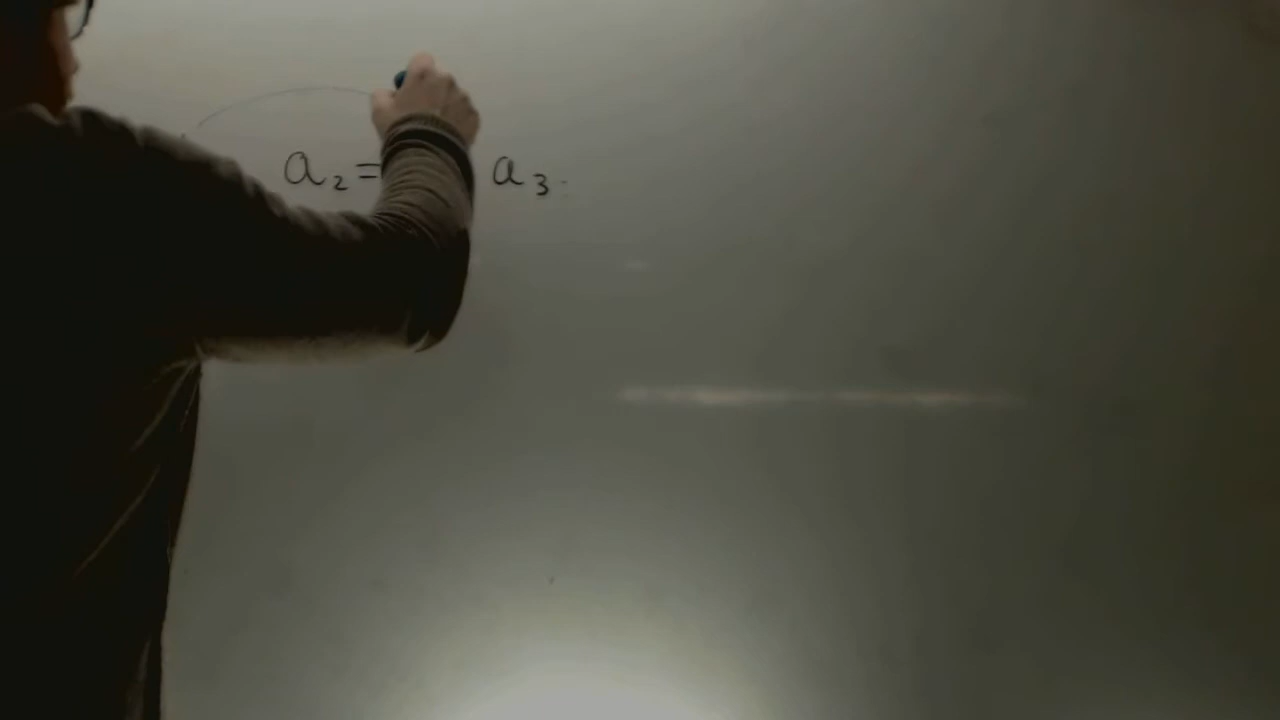 a₂= a₃=